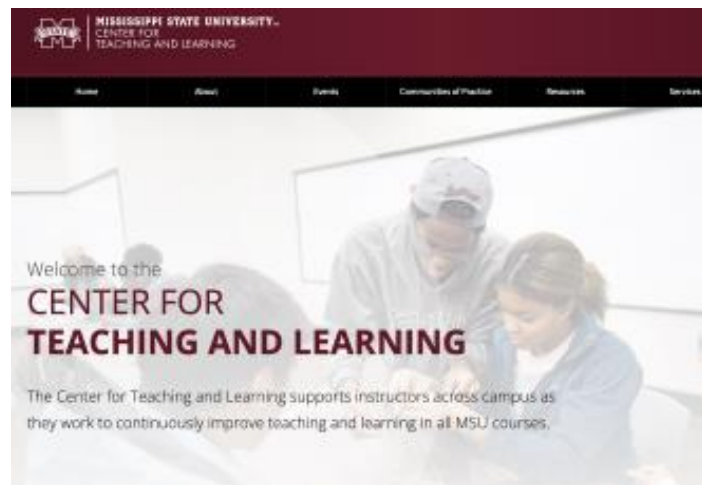 STATE
MISSISSIPPI STATE UNIVERSITY™
CENTER FOR
TEACHING AND LEARNING
Home About Events Communities of Practice Resources Services
Welcome to the
CENTER FOR
TEACHING AND LEARNING
The Center for Teaching and Learning supports instructors across campus as
they work to continuously improve teaching and learning in all MSU courses.